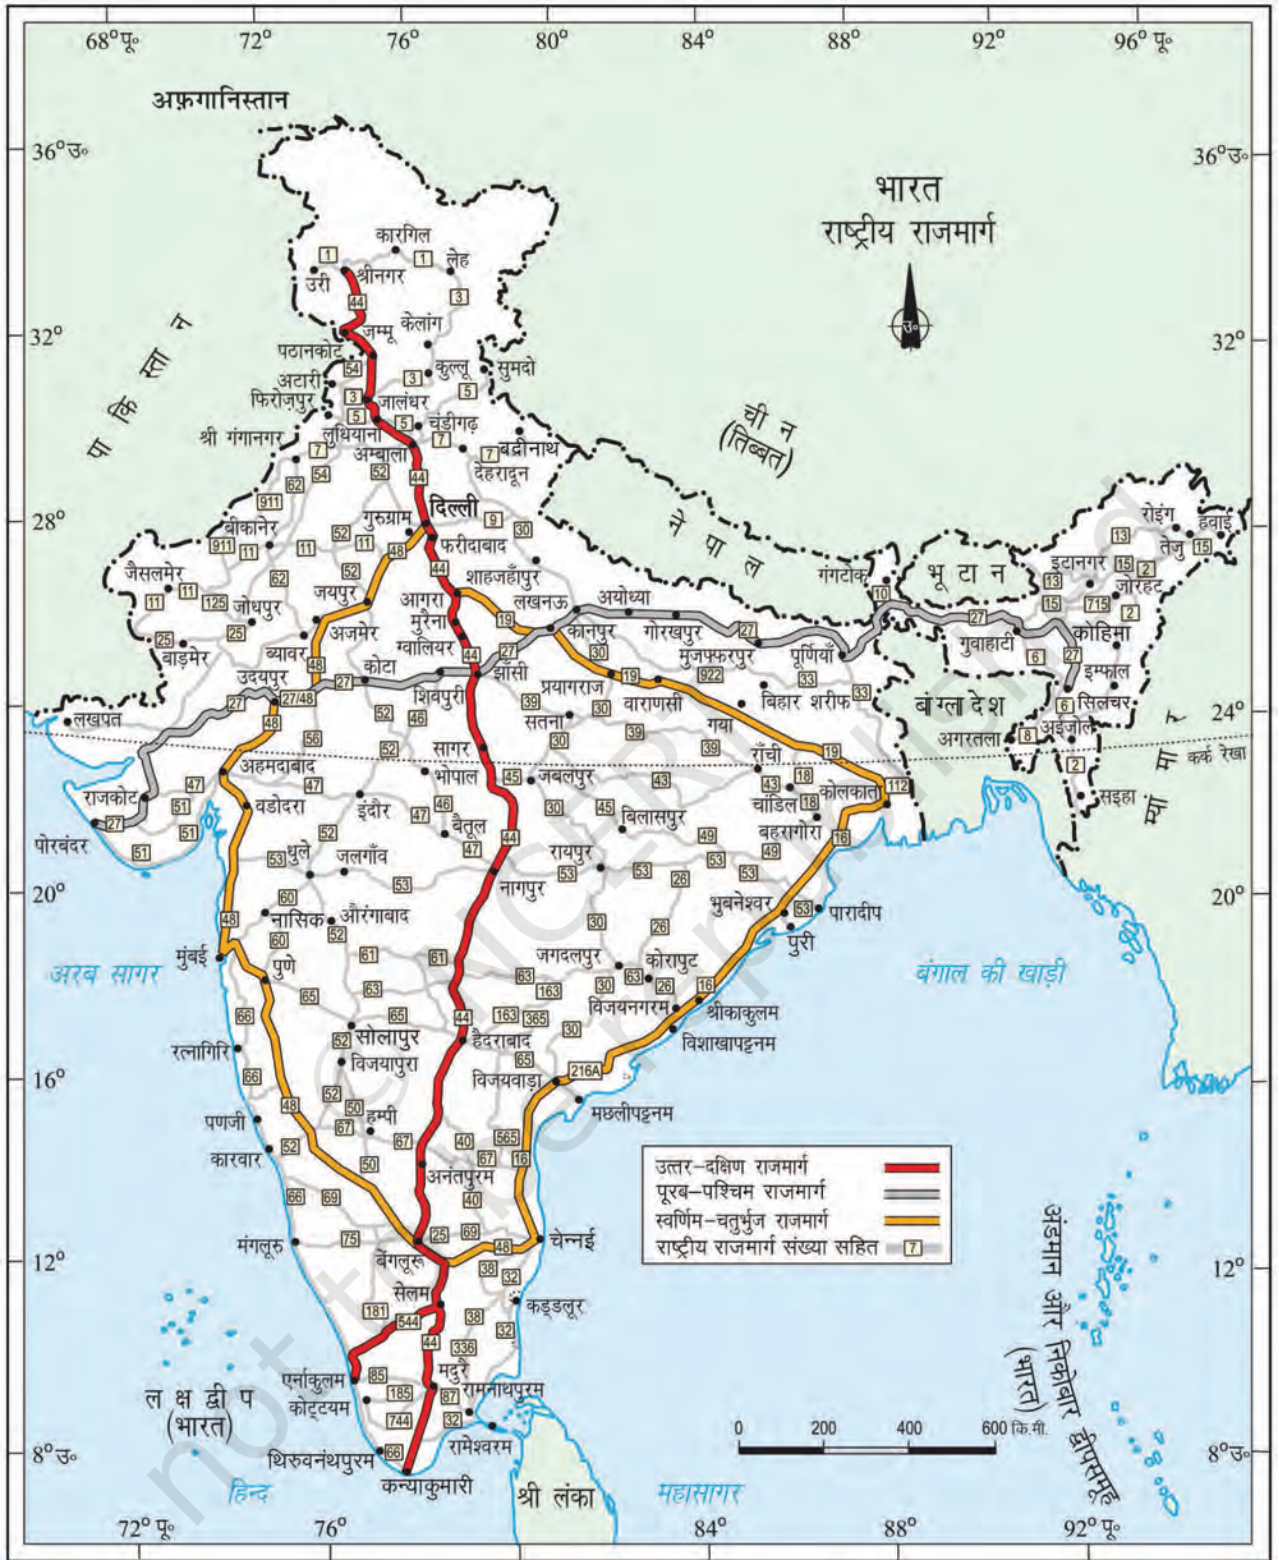 68° पू॰ 72° 76° 80° 84° 88° 92° 96° पू॰
अफ़गानिस्तान
36° उ॰ 36° उ॰
भारत
राष्ट्रीय राजमार्ग
उ॰
कारगिल
1 1
उरी श्रीनगर लेह
44 3
32° 32°
जम्मू केलांग
पठानकोट
54 3 कुल्लू सुमदो
अटारी 5
फिरोज़पुर 3 जालंधर
5 5 चंडीगढ़
श्री गंगानगर लुधियाना 7 बद्रीनाथ
7 अम्बाला 7
54 52 44 देहरादून
62
911
पाकिस्तान
चीन
(तिब्बत)
नेपाल
भूटान
28° 28°
दिल्ली 9 30
बीकानेर गुरुग्राम
52 11 48 फरीदाबाद
911 11 11
44 शाहजहाँपुर
62 52
जैसलमेर
11 11 125 जोधपुर जयपुर
आगरा लखनऊ अयोध्या
मुरैना 19
25 25 अजमेर ग्वालियर कानपुर गोरखपुर 27
बाड़मेर ब्यावर 48 44 27 30 मुजफ्फरपुर पूर्णियाँ
कोटा झाँसी
उदयपुर 27 शिवपुरी प्रयागराज 19 922 33 33
27 27/48 वाराणसी बिहार शरीफ
48 39 30
52 46 सतना गया
गंगटोक
10
27
गुवाहाटी
6
रोइंग हवाई
13 तेजु 15
इटानगर 15 2
13 जोरहट
15 715 2
कोहिमा
27
इम्फाल
6 सिलचर
आईजोल
अगरतला 8
2
सइहा
बांग्ला देश
म्यांमार
24° 24°
कर्क रेखा
लखपत
56 52 सागर 30 39 39 19
राँची
अहमदाबाद
भोपाल 45 जबलपुर 43 43 18 112
कोलकाता
47 47
राजकोट 51 वडोदरा इंदौर 46 30 45 चांडिल 18
47 बिलासपुर
27 51 52 बैतूल 44 49 बहरागोरा 16
पोरबंदर 51 53 धुले जलगाँव 47 रायपुर 54 49
53 53 53 26 53
नागपुर
20° 20°
60 भुबनेश्वर 53 पारादीप
48 नासिक औरंगाबाद पुरी
60 52 30 26
मुंबई 61 61 जगदलपुर कोरापुट
अरब सागर बंगाल की खाड़ी
पुणे 63 63 63
65 163 30 26 16
66 65 44 163 365 विजयनगरम श्रीकाकुलम
सोलापुर 30
रत्नागिरि 52 हैदराबाद विशाखापट्टनम
विजयापुरा 65
विजयवाड़ा 216A
16° 16°
66 52 50 मछलीपट्टनम
48 हम्पी
पणजी 67 67 40 565
52 67 16
कारवार 50 अनंतपुरम
66 69 40
75 25 69
मंगलूरु बेंगलूरू 48 चेन्नई
12° 12°
38 32
सेलम
181 कड्डलूर
544 38 32
44 336
85 मदुरै
एर्नाकुलम 185 रामनाथपुरम
87
कोट्टयम 744 32
8° उ॰ 8° उ॰
66 रामेश्वरम
थिरुवनंथपुरम
कन्याकुमारी
उत्तर–दक्षिण राजमार्ग
पूरब–पश्चिम राजमार्ग
स्वर्णिम–चतुर्भुज राजमार्ग
राष्ट्रीय राजमार्ग संख्या सहित 7
लक्षद्वीप
(भारत)
अंडमान और निकोबार द्वीपसमूह
(भारत)
0 200 400 600 कि.मी.
हिन्द महासागर
श्री लंका
72° पू॰ 76° 84° 88° 92° पू॰
© NCERT
not to be republished